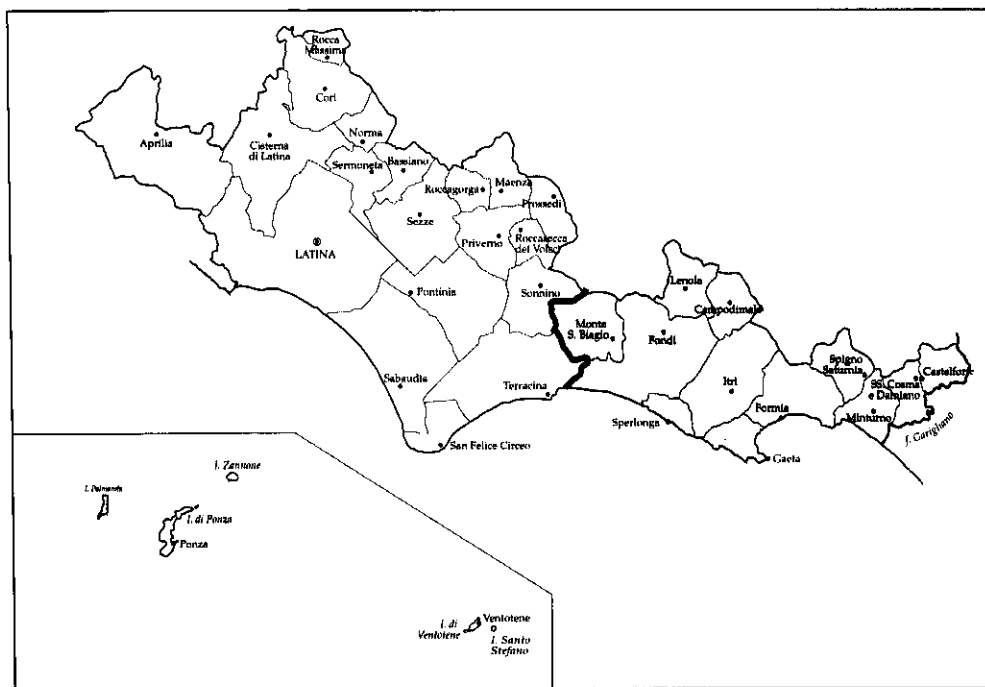 Rocca
Massima
Cori
Aprilia
Cisterna
di Latina
Norma
Sermoneta
Bassiano
Roccagorga
Maenza
Prossedi
Sezze
Priverno
Roccasecca
dei Volsci
LATINA
Pontinia
Sonnino
Lenola
Campodimele
Monte
S. Biagio
Fondi
Sabaudia
Terracina
Itri
Spigno
Saturnia
SS. Cosma
Damiano
Castelforte
Sperlonga
Formia
Minturno
f. Garigliano
San Felice Circeo
Gaeta
I. Zannone
I. Palmarola
I. di Ponza
Ponza
I. di
Ventotene
Ventotene
I. Santo
Stefano